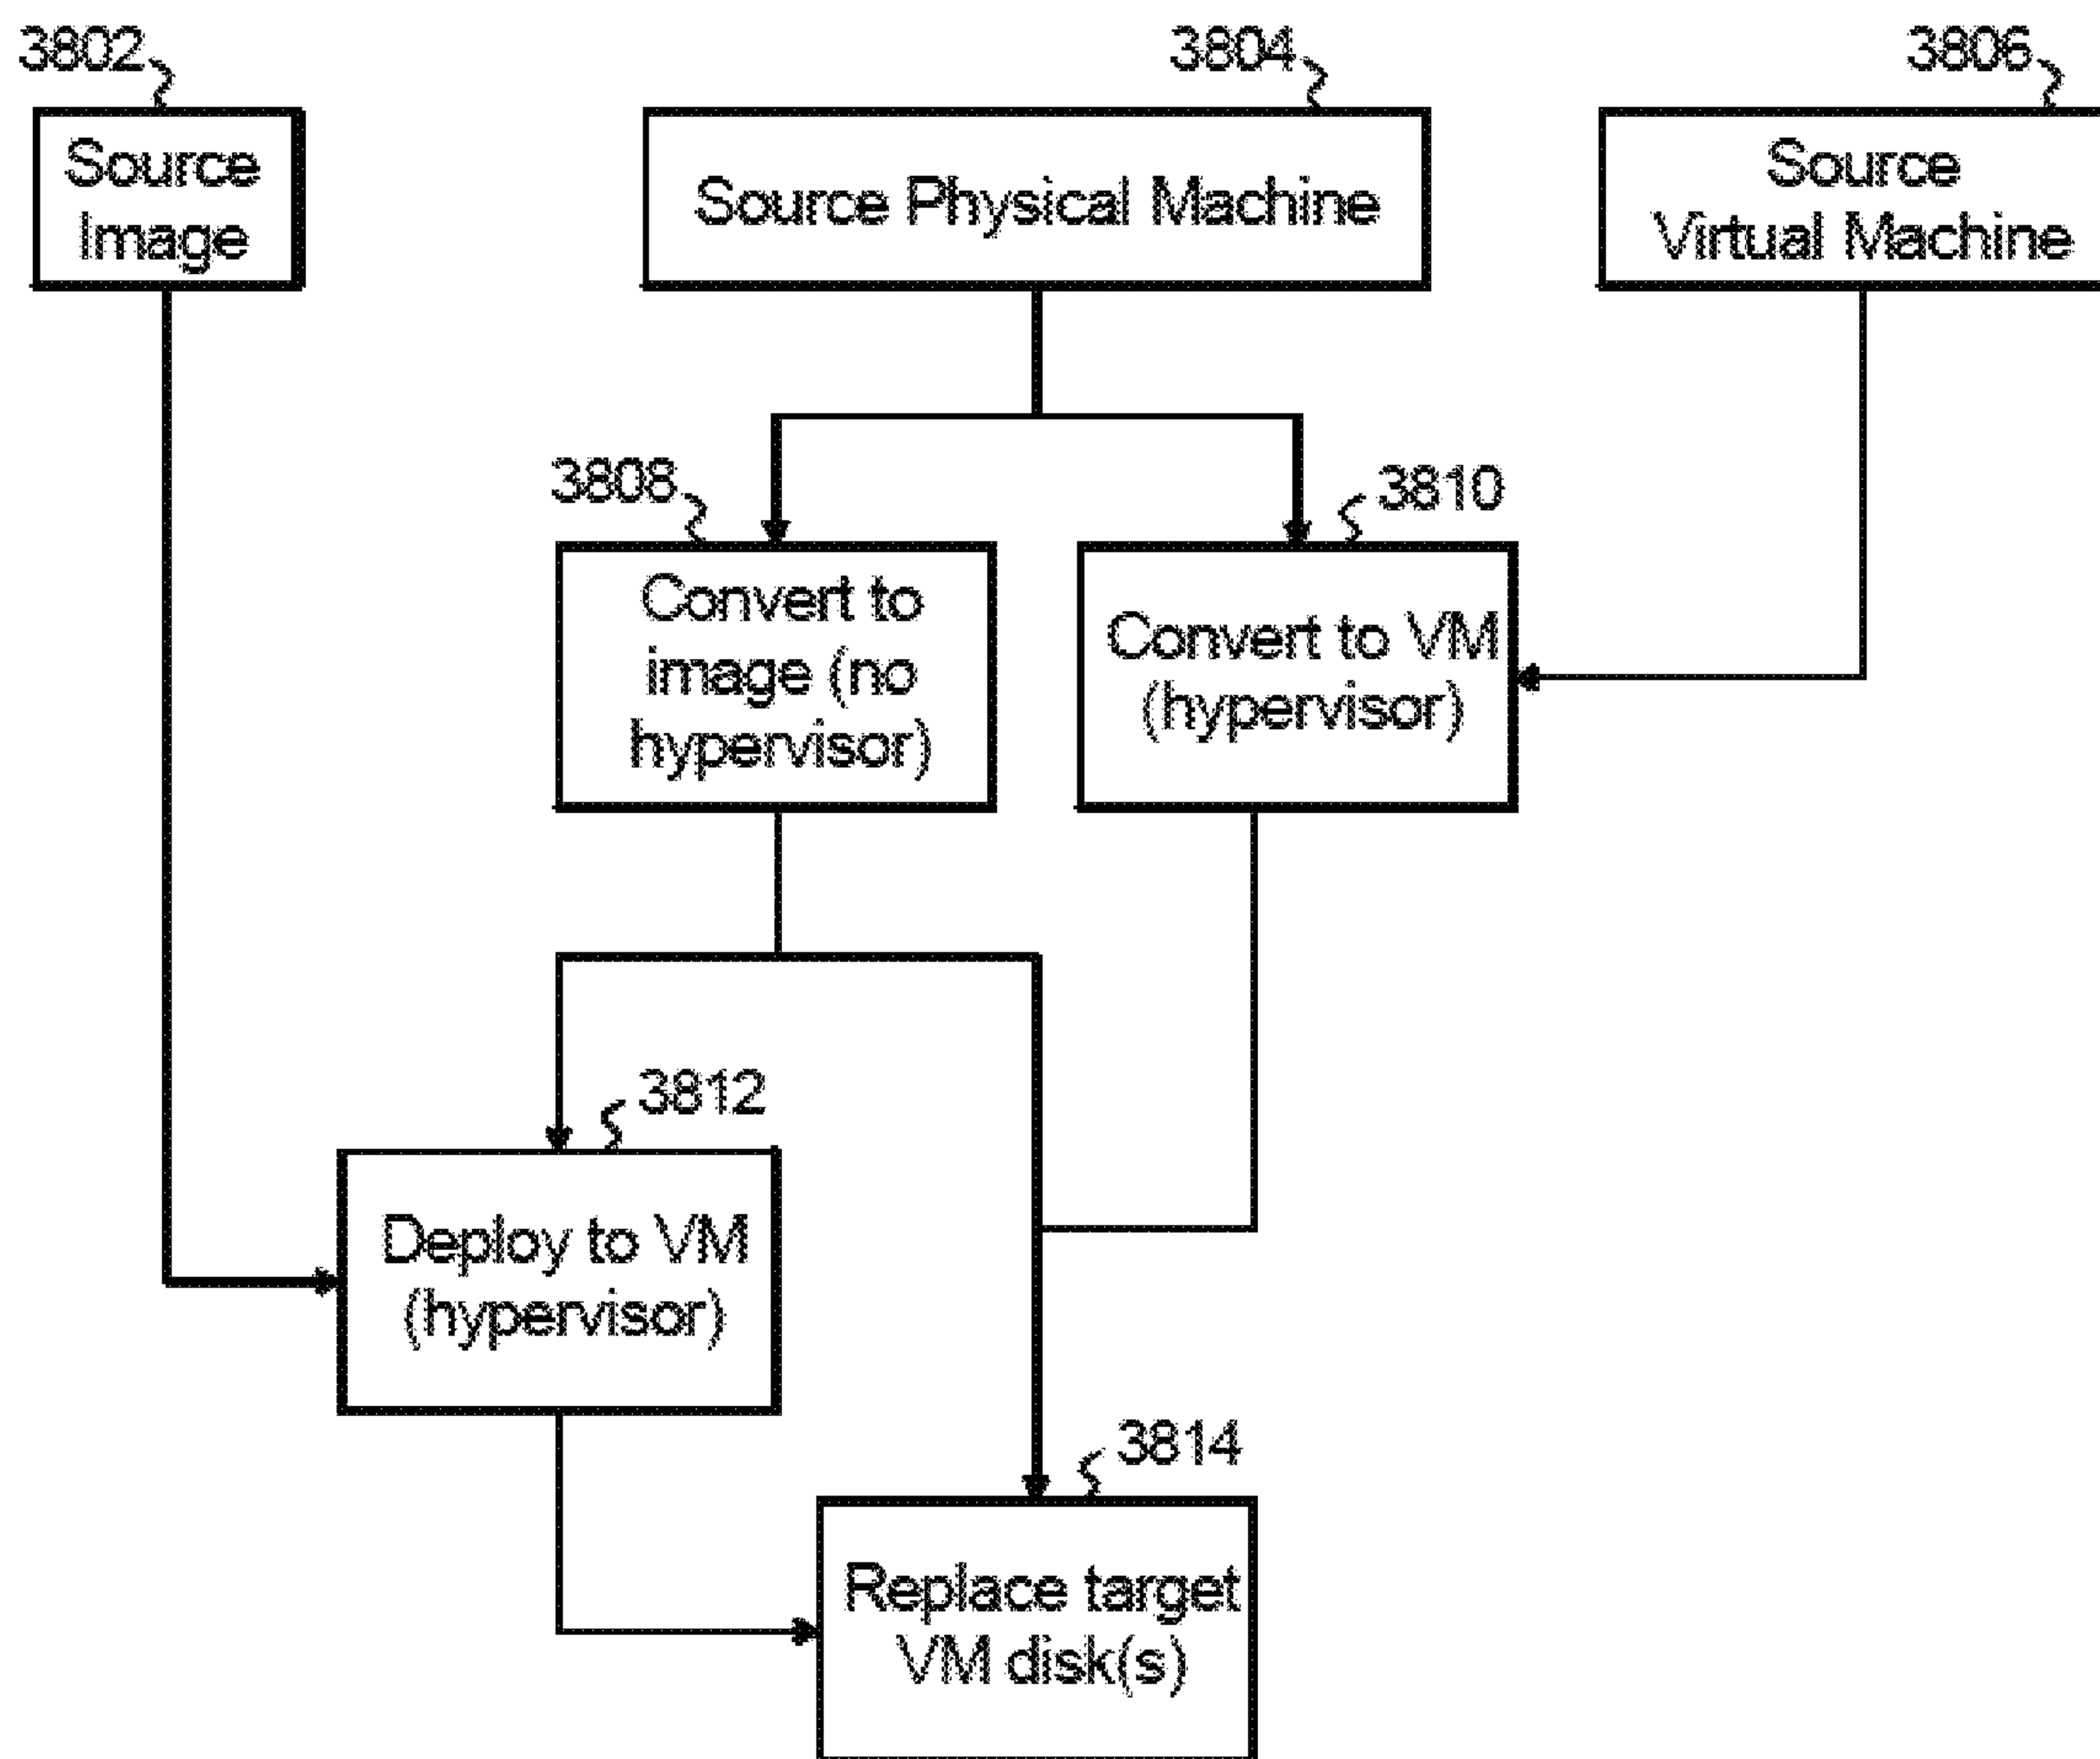 3802
3804
3806
Source
Image
Source Physical Machine
Source
Virtual Machine
3808
3810
Convert to
image (no
hypervisor)
Convert to VM
(hypervisor)
3812
Deploy to VM
(hypervisor)
3814
Replace target
VM disk(s)